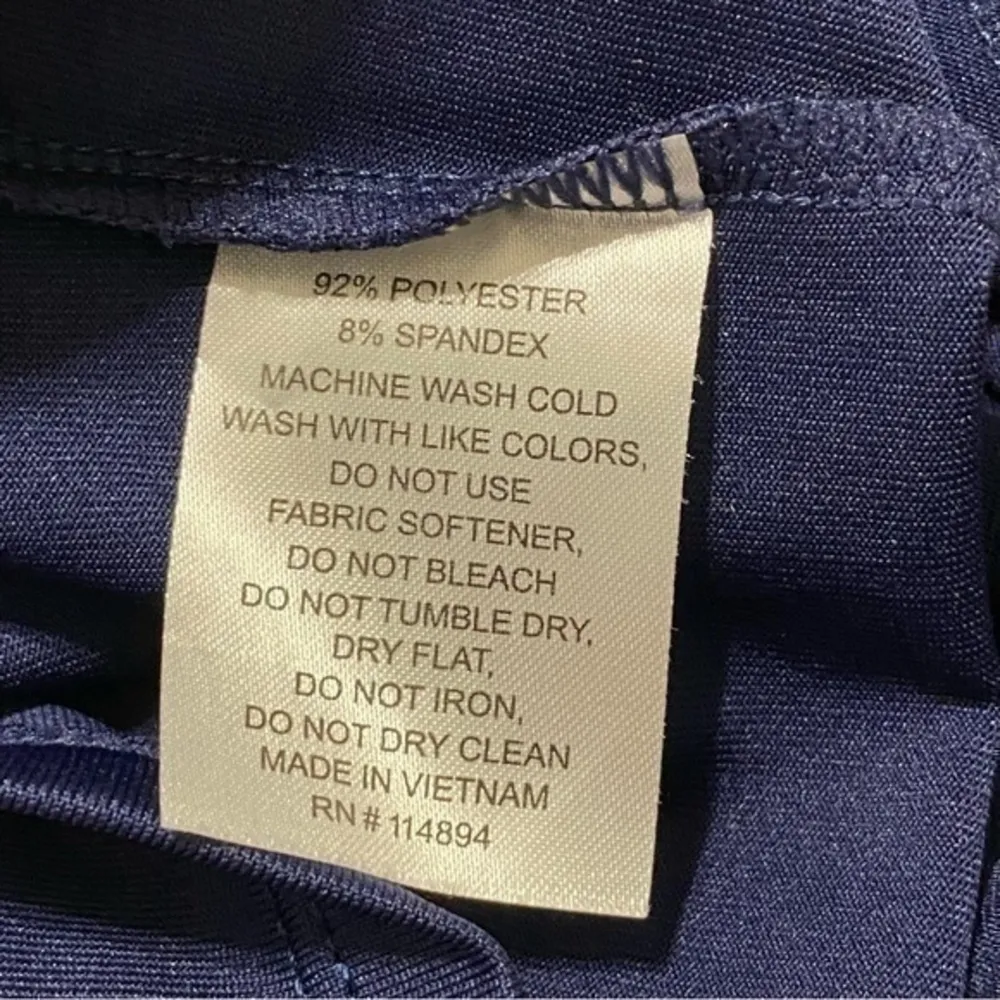 92% POLYESTER
8% SPANDEX
MACHINE WASH COLD
WASH WITH LIKE COLORS,
DO NOT USE
FABRIC SOFTENER,
DO NOT BLEACH
DO NOT TUMBLE DRY,
DRY FLAT,
DO NOT IRON,
DO NOT DRY CLEAN
MADE IN VIETNAM
RN # 114894